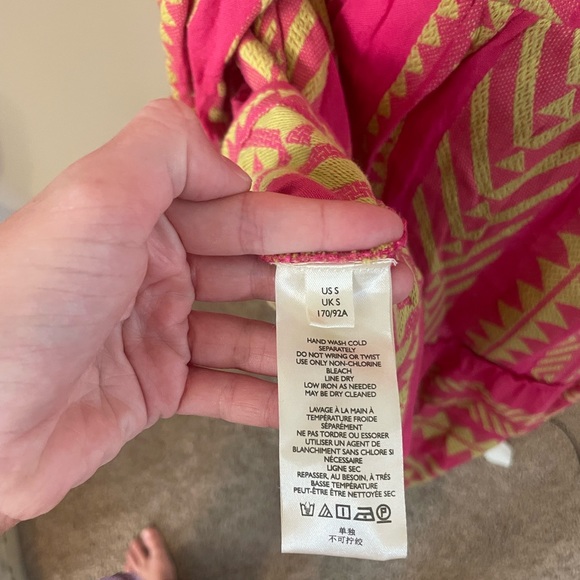 US S
UK S
170/92A
HAND WASH COLD
SEPARATELY
DO NOT WRING OR TWIST
USE ONLY NON-CHLORINE
BLEACH
LINE DRY
LOW IRON AS NEEDED
MAY BE DRY CLEANED
LAVAGE À LA MAIN À
TEMPÉRATURE FROIDE
SÉPARÉMENT
NE PAS TORDRE OU ESSORER
UTILISER UN AGENT DE
BLANCHIMENT SANS CHLORE SI
NÉCESSAIRE
LIGNE SEC
REPASSER, AU BESOIN, À TRÈS
BASSE TEMPÉRATURE
PEUT-ÊTRE ÊTRE NETTOYÉE SEC
单独
不可拧绞